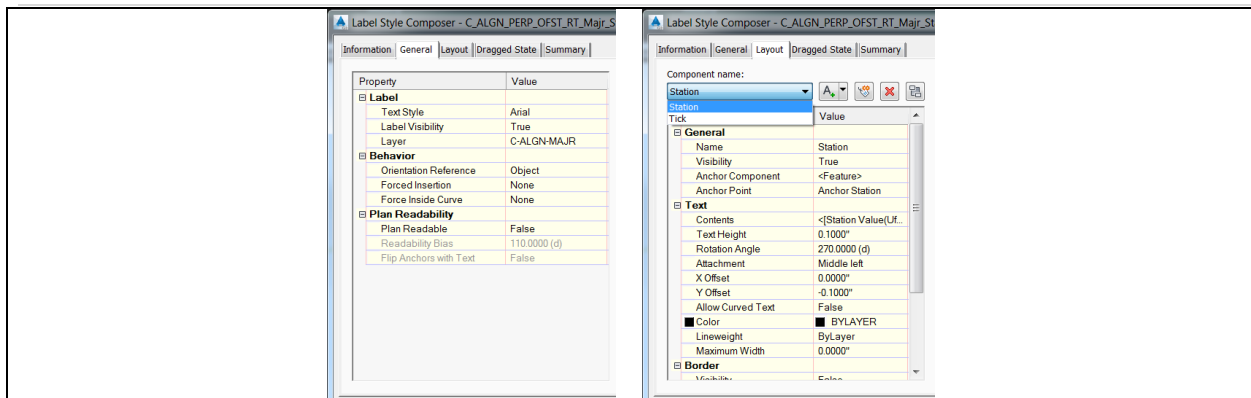 Label Style Composer - C_ALGN_PERP_OFST_RT_Majr_S
Information General Layout Dragged State Summary
Property Value
Label
Text Style Arial
Label Visibility True
Layer C-ALGN-MAJR
Behavior
Orientation Reference Object
Forced Insertion None
Force Inside Curve None
Plan Readability
Plan Readable False
Readability Bias 110.0000 (d)
Flip Anchors with Text False
Label Style Composer - C_ALGN_PERP_OFST_RT_Majr_St
Information General Layout Dragged State Summary
Component name:
Station
Station
Tick Value
General
Name Station
Visibility True
Anchor Component <Feature>
Anchor Point Anchor Station
Text
Contents <[Station Value(Uf...
Text Height 0.1000"
Rotation Angle 270.0000 (d)
Attachment Middle left
X Offset 0.0000"
Y Offset -0.1000"
Allow Curved Text False
Color BYLAYER
Lineweight ByLayer
Maximum Width 0.0000"
Border
Visibility False